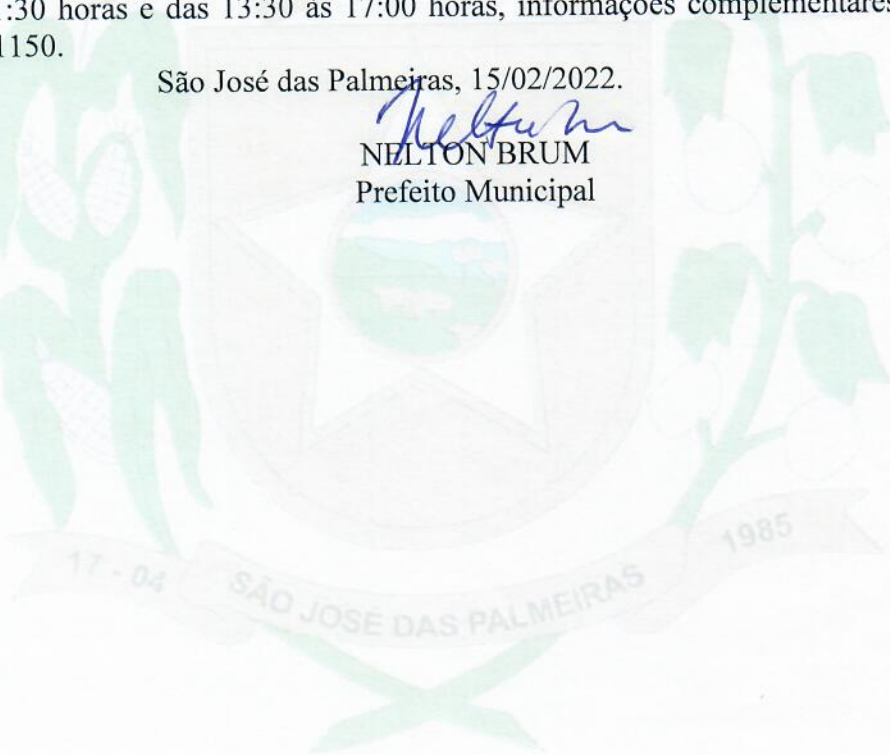 :30 horas e das 13:30 às 17:00 horas, informações complementares
1150.
São José das Palmeiras, 15/02/2022.
NELTON BRUM
Prefeito Municipal
17 - 04 SÃO JOSÉ DAS PALMEIRAS 1985